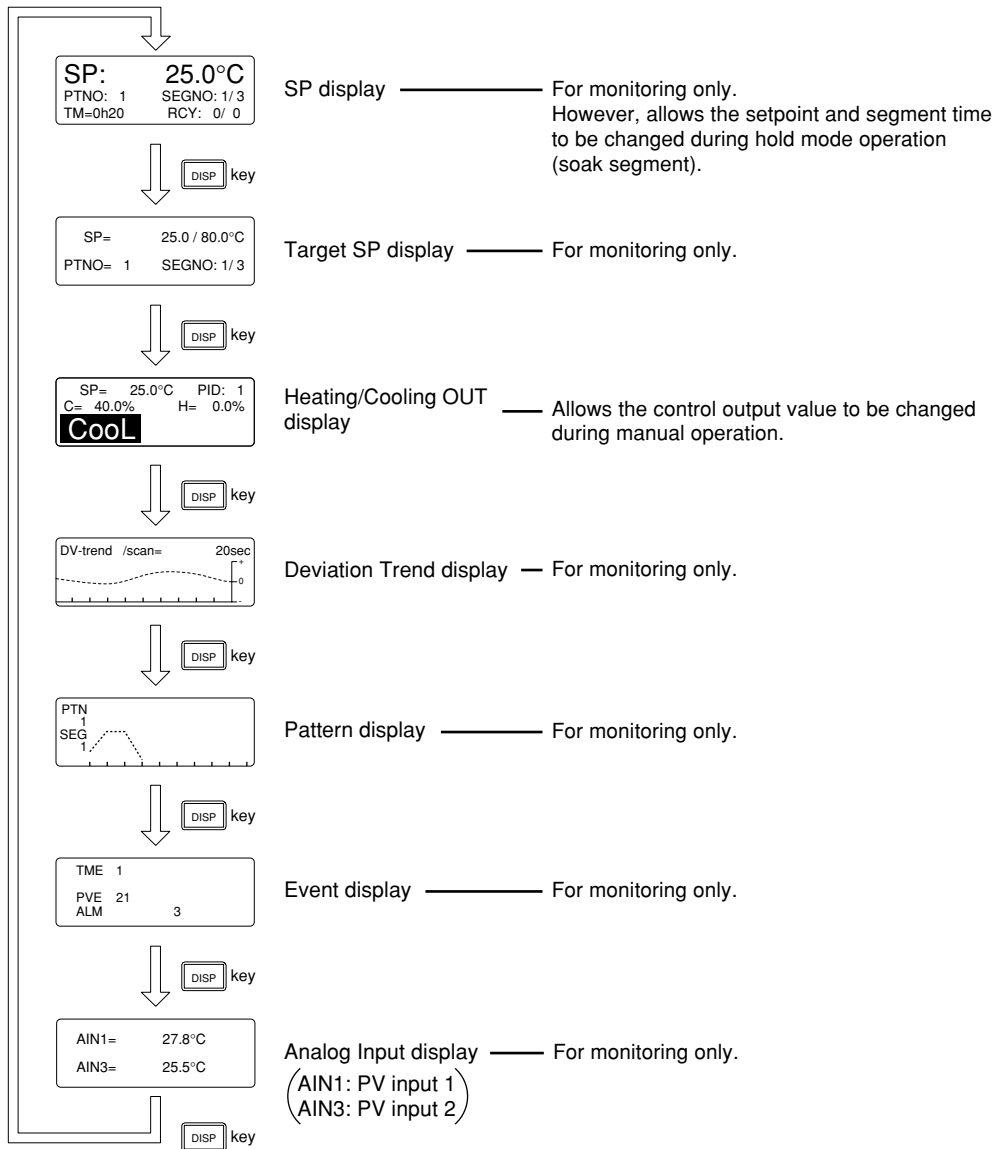 SP: 25.0°C
PTNO: 1 SEGNO: 1/ 3
TM=0h20 RCY: 0/ 0
SP display
For monitoring only.
However, allows the setpoint and segment time
to be changed during hold mode operation
(soak segment).
DISP key
SP= 25.0 / 80.0°C
PTNO= 1 SEGNO: 1/ 3
Target SP display
For monitoring only.
DISP key
SP= 25.0°C PID: 1
C= 40.0% H= 0.0%
CooL
Heating/Cooling OUT
display
Allows the control output value to be changed
during manual operation.
DISP key
DV-trend /scan= 20sec
+
0
-
Deviation Trend display
For monitoring only.
DISP key
PTN
1
SEG
1
Pattern display
For monitoring only.
DISP key
TME 1
PVE 21
ALM 3
Event display
For monitoring only.
DISP key
AIN1= 27.8°C
AIN3= 25.5°C
Analog Input display
For monitoring only.
(AIN1: PV input 1
AIN3: PV input 2)
DISP key